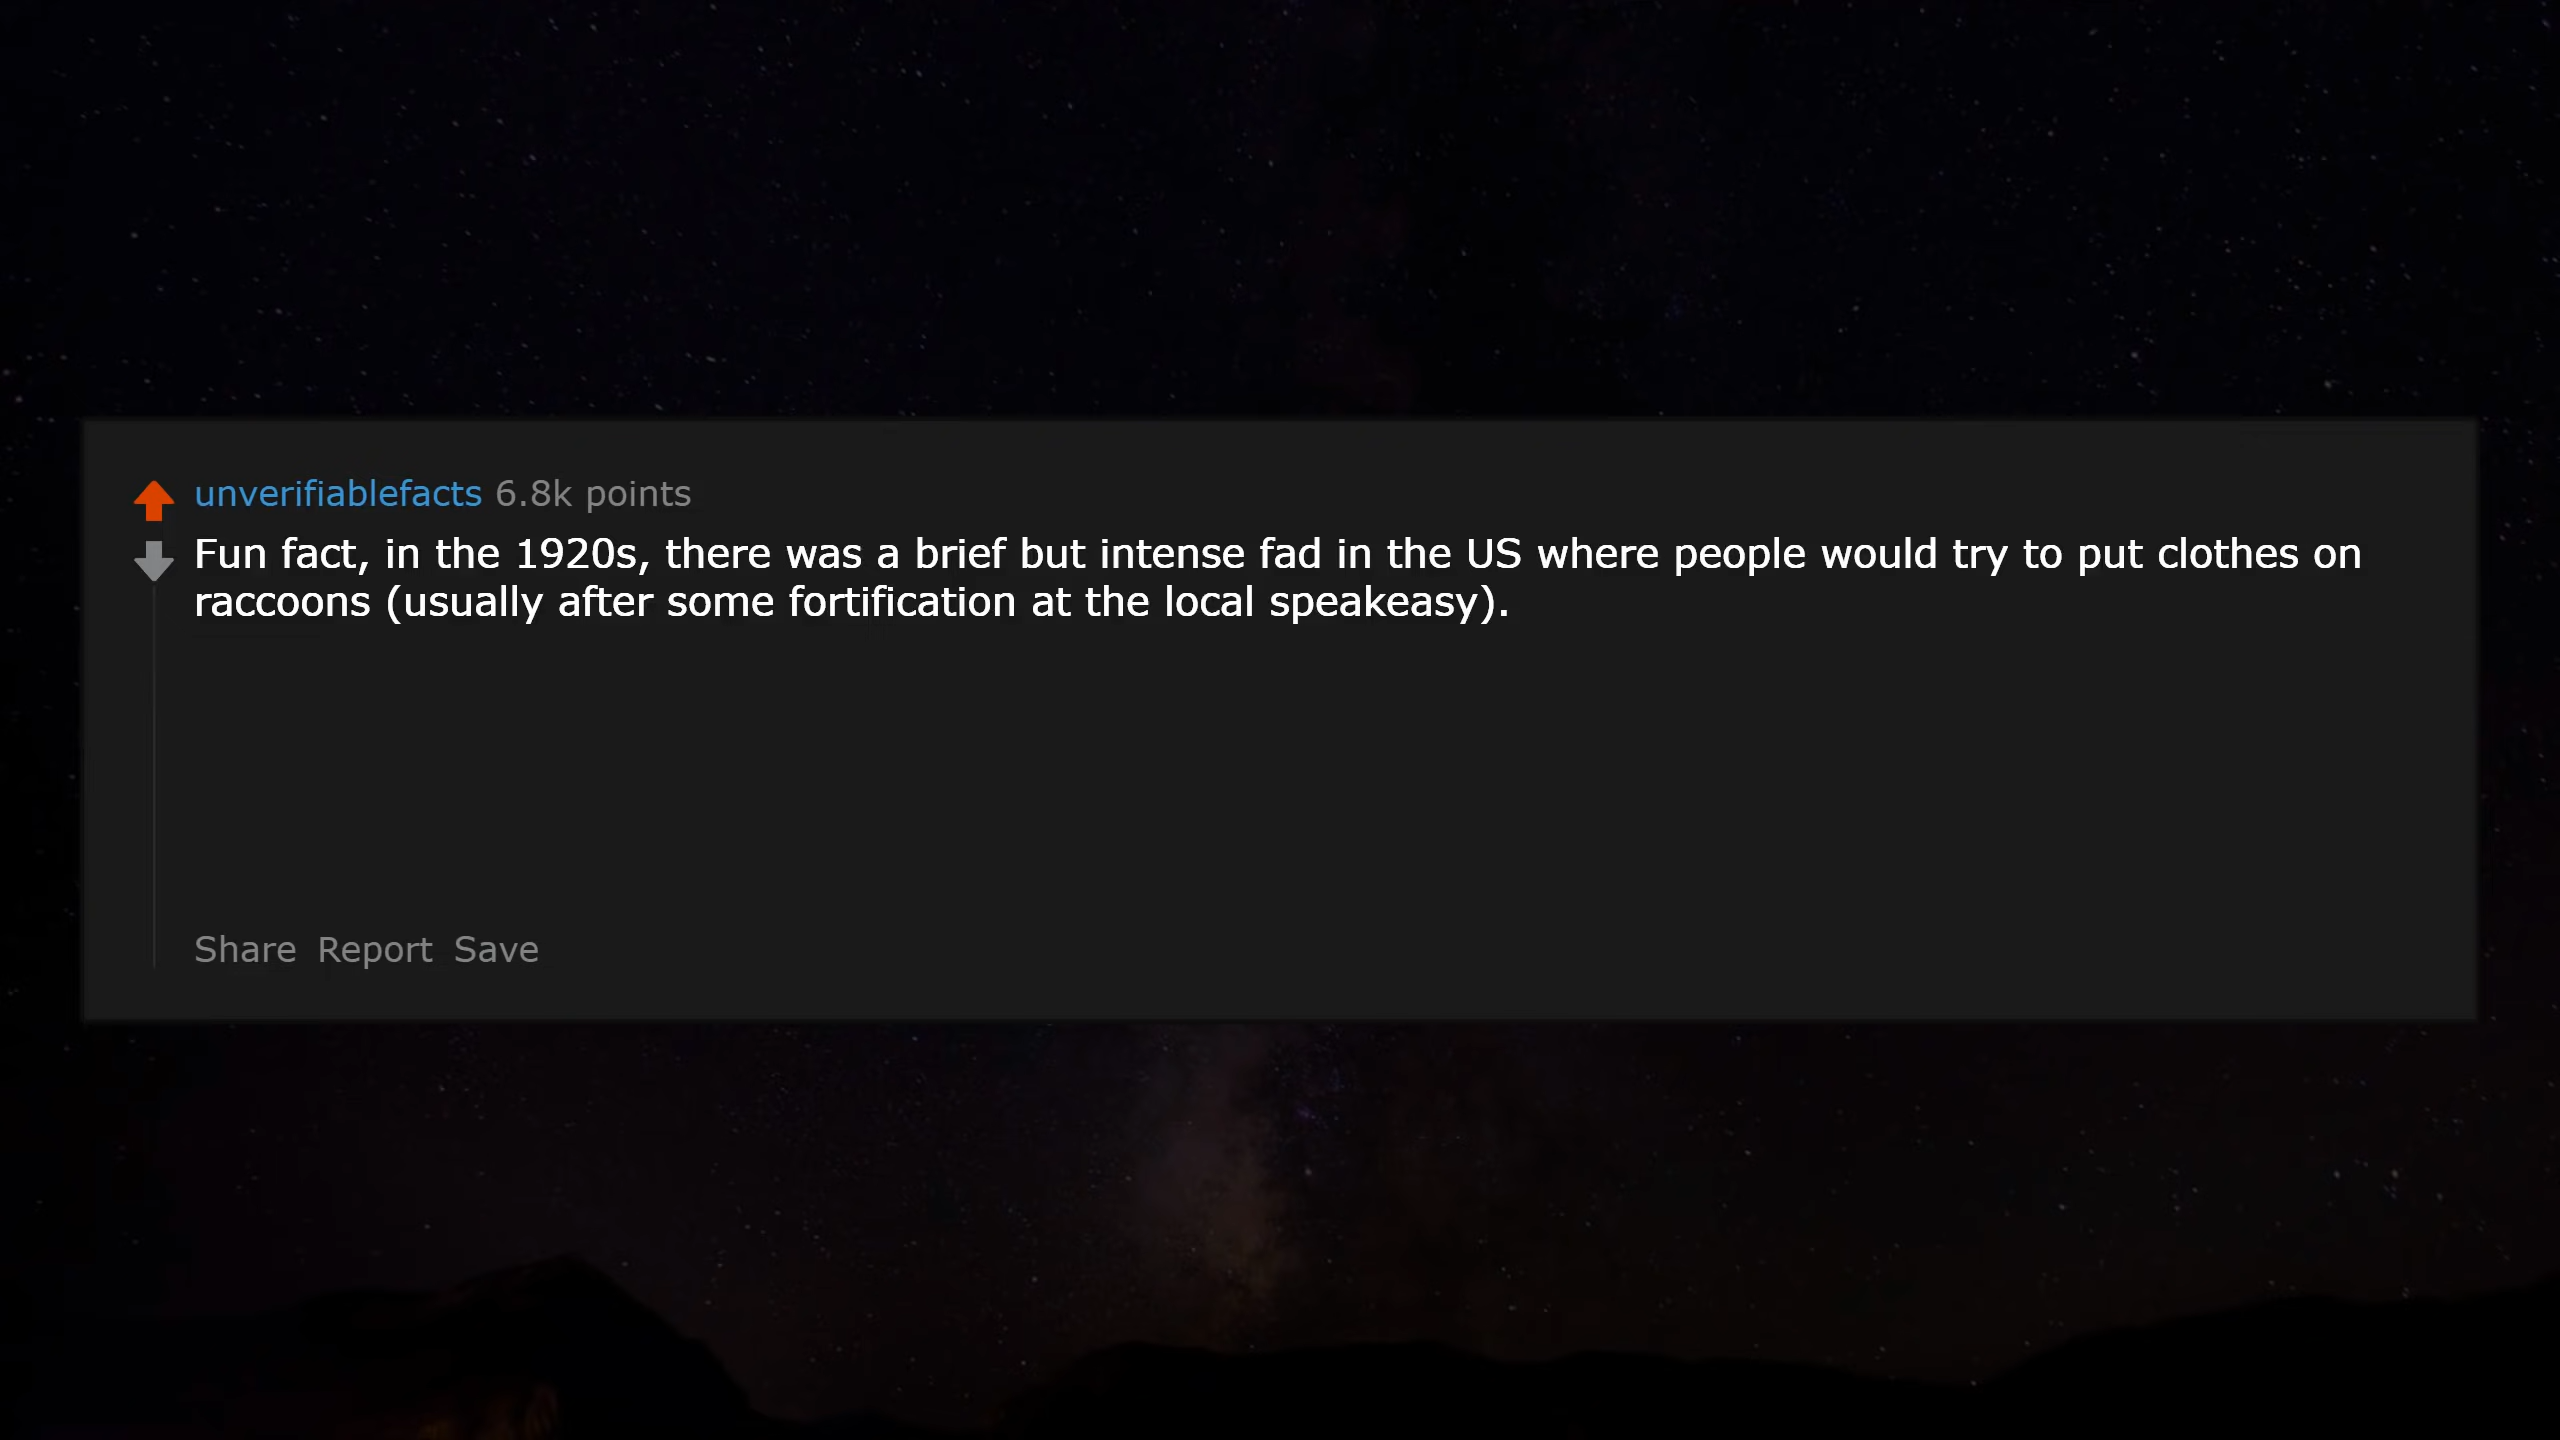 unverifiablefacts 6.8k points
Fun fact, in the 1920s, there was a brief but intense fad in the US where people would try to put clothes on
raccoons (usually after some fortification at the local speakeasy).
Share Report Save